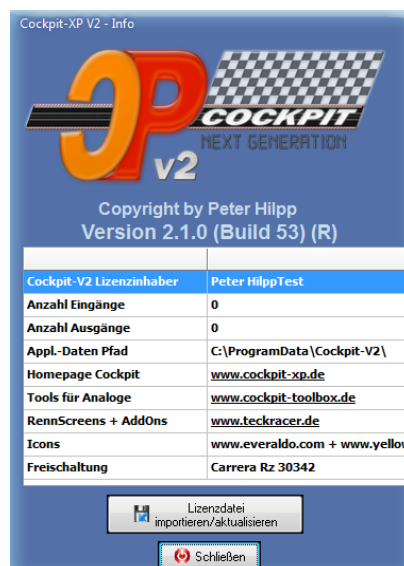 Cockpit-XP V2 - Info
CP
v2
COCKPIT
NEXT GENERATION
Copyright by Peter Hilpp
Version 2.1.0 (Build 53) (R)
Cockpit-V2 Lizenzinhaber Peter HilppTest
Anzahl Eingänge 0
Anzahl Ausgänge 0
Appl.-Daten Pfad C:\ProgramData\Cockpit-V2\
Homepage Cockpit www.cockpit-xp.de
Tools für Analoge www.cockpit-toolbox.de
RennScreens + AddOns www.teckracer.de
Icons www.everaldo.com + www.yellow
Freischaltung Carrera Rz 30342
Lizenzdatei
importieren/aktualisieren
Schließen